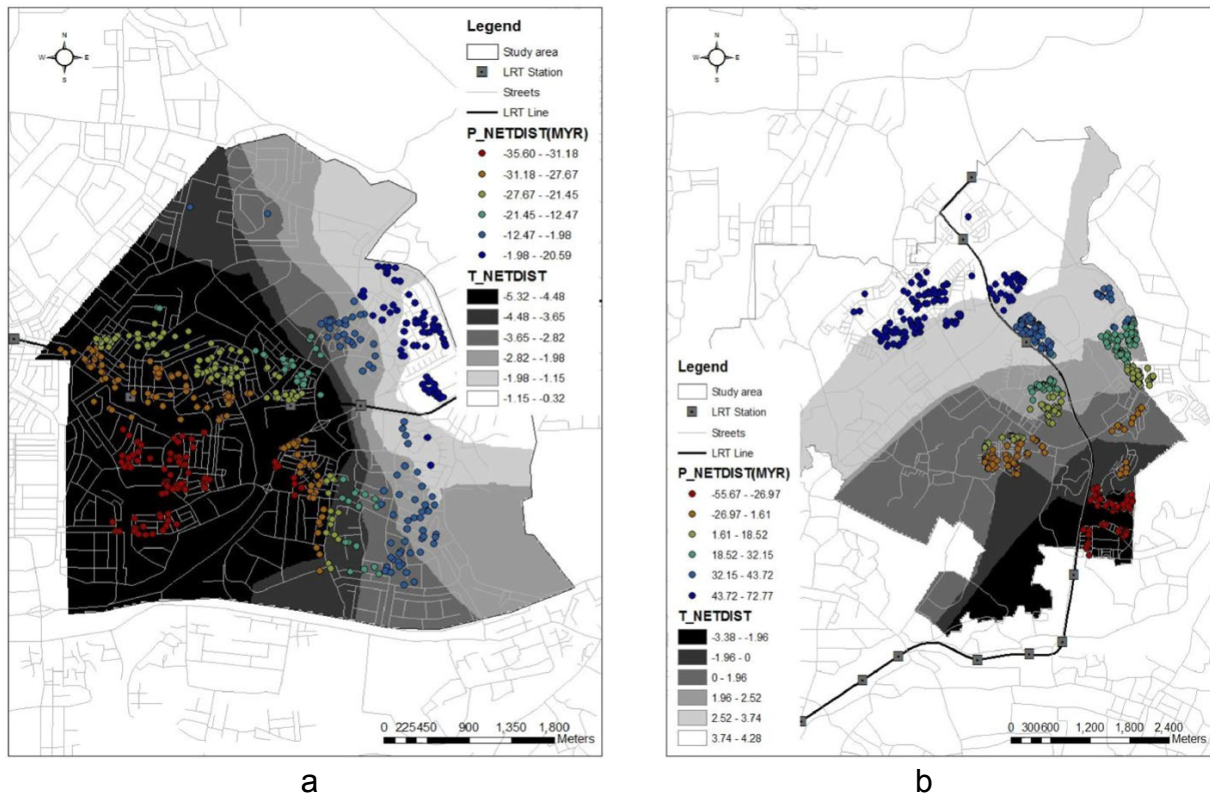 N
W E
S
Legend
Study area
LRT Station
Streets
LRT Line
P_NETDIST(MYR)
-35.60 - -31.18
-31.18 - -27.67
-27.67 - -21.45
-21.45 - -12.47
-12.47 - -1.98
-1.98 - -20.59
T_NETDIST
-5.32 - -4.48
-4.48 - -3.65
-3.65 - -2.82
-2.82 - -1.98
-1.98 - -1.15
-1.15 - -0.32
0 225450 900 1,350 1,800
Meters
a
N
W E
S
Legend
Study area
LRT Station
Streets
LRT Line
P_NETDIST(MYR)
-55.67 - -26.97
-26.97 - 1.61
1.61 - 18.52
18.52 - 32.15
32.15 - 43.72
43.72 - 72.77
T_NETDIST
-3.38 - -1.96
-1.96 - 0
0 - 1.96
1.96 - 2.52
2.52 - 3.74
3.74 - 4.28
0 300600 1,200 1,800 2,400
Meters
b